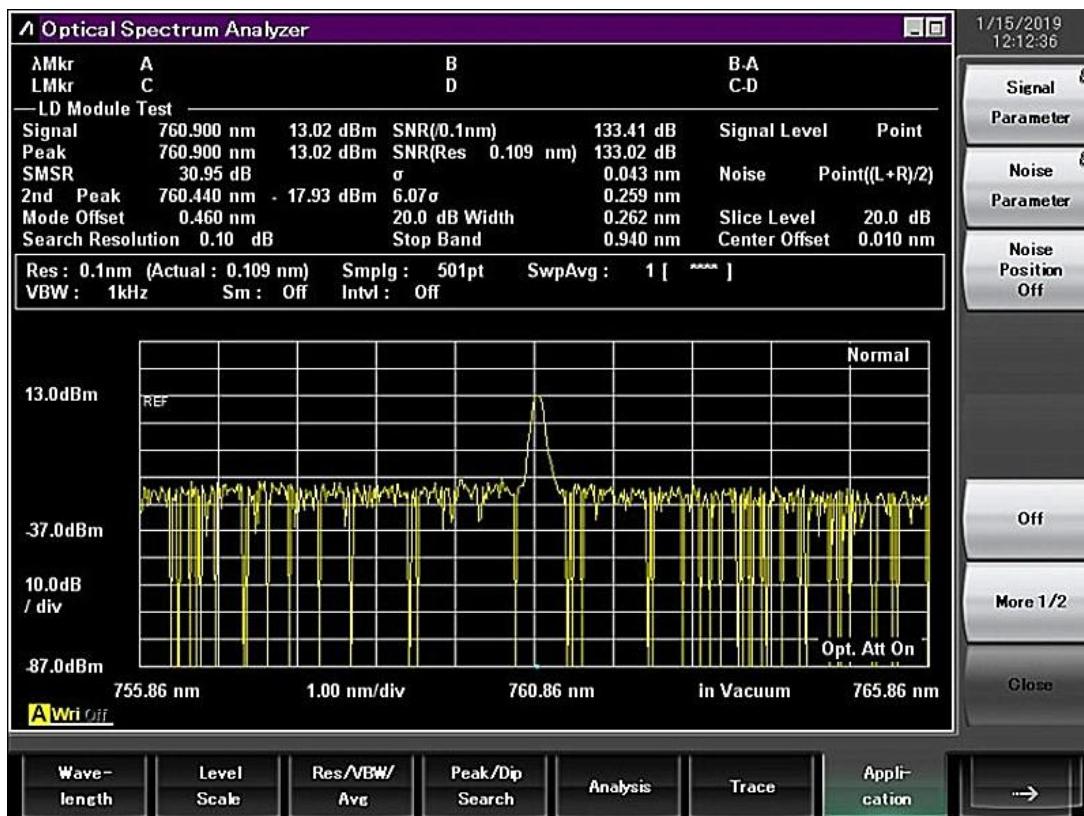 Optical Spectrum Analyzer
1/15/2019
12:12:36
λMkr A B B-A
LMkr C D C-D
LD Module Test
Signal 760.900 nm 13.02 dBm SNR(/0.1nm) 133.41 dB Signal Level Point
Peak 760.900 nm 13.02 dBm SNR(Res 0.109 nm) 133.02 dB
SMSR 30.95 dB σ 0.043 nm Noise Point((L+R)/2)
2nd Peak 760.440 nm - 17.93 dBm 6.07σ 0.259 nm
Mode Offset 0.460 nm 20.0 dB Width 0.262 nm Slice Level 20.0 dB
Search Resolution 0.10 dB Stop Band 0.940 nm Center Offset 0.010 nm
Res : 0.1nm (Actual : 0.109 nm) Smplg : 501pt SwpAvg : 1 [ **** ]
VBW : 1kHz Sm : Off Intvl : Off
Normal
13.0dBm
REF
-37.0dBm
10.0dB
/ div
Opt. Att On
-87.0dBm
755.86 nm 1.00 nm/div 760.86 nm in Vacuum 765.86 nm
A Wri Off
Signal
Parameter
Noise
Parameter
Noise
Position
Off
Off
More 1/2
Close
Wave-
length
Level
Scale
Res/VBW/
Avg
Peak/Dip
Search
Analysis
Trace
Appli-
cation